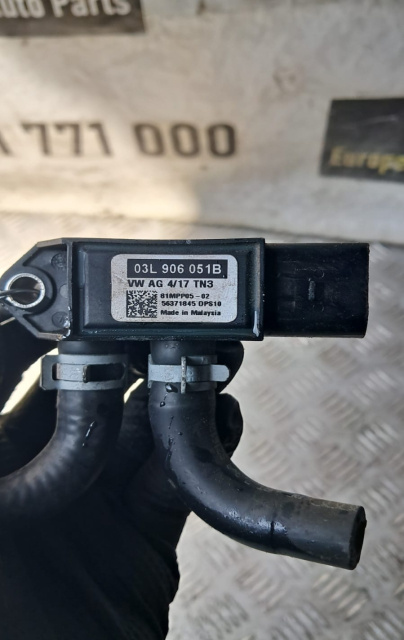 Auto Parts
771 000
Europe
03L 906 051B
VW AG 4/17 TN3
81MPP05-02
56371845 DPS10
Made in Malaysia